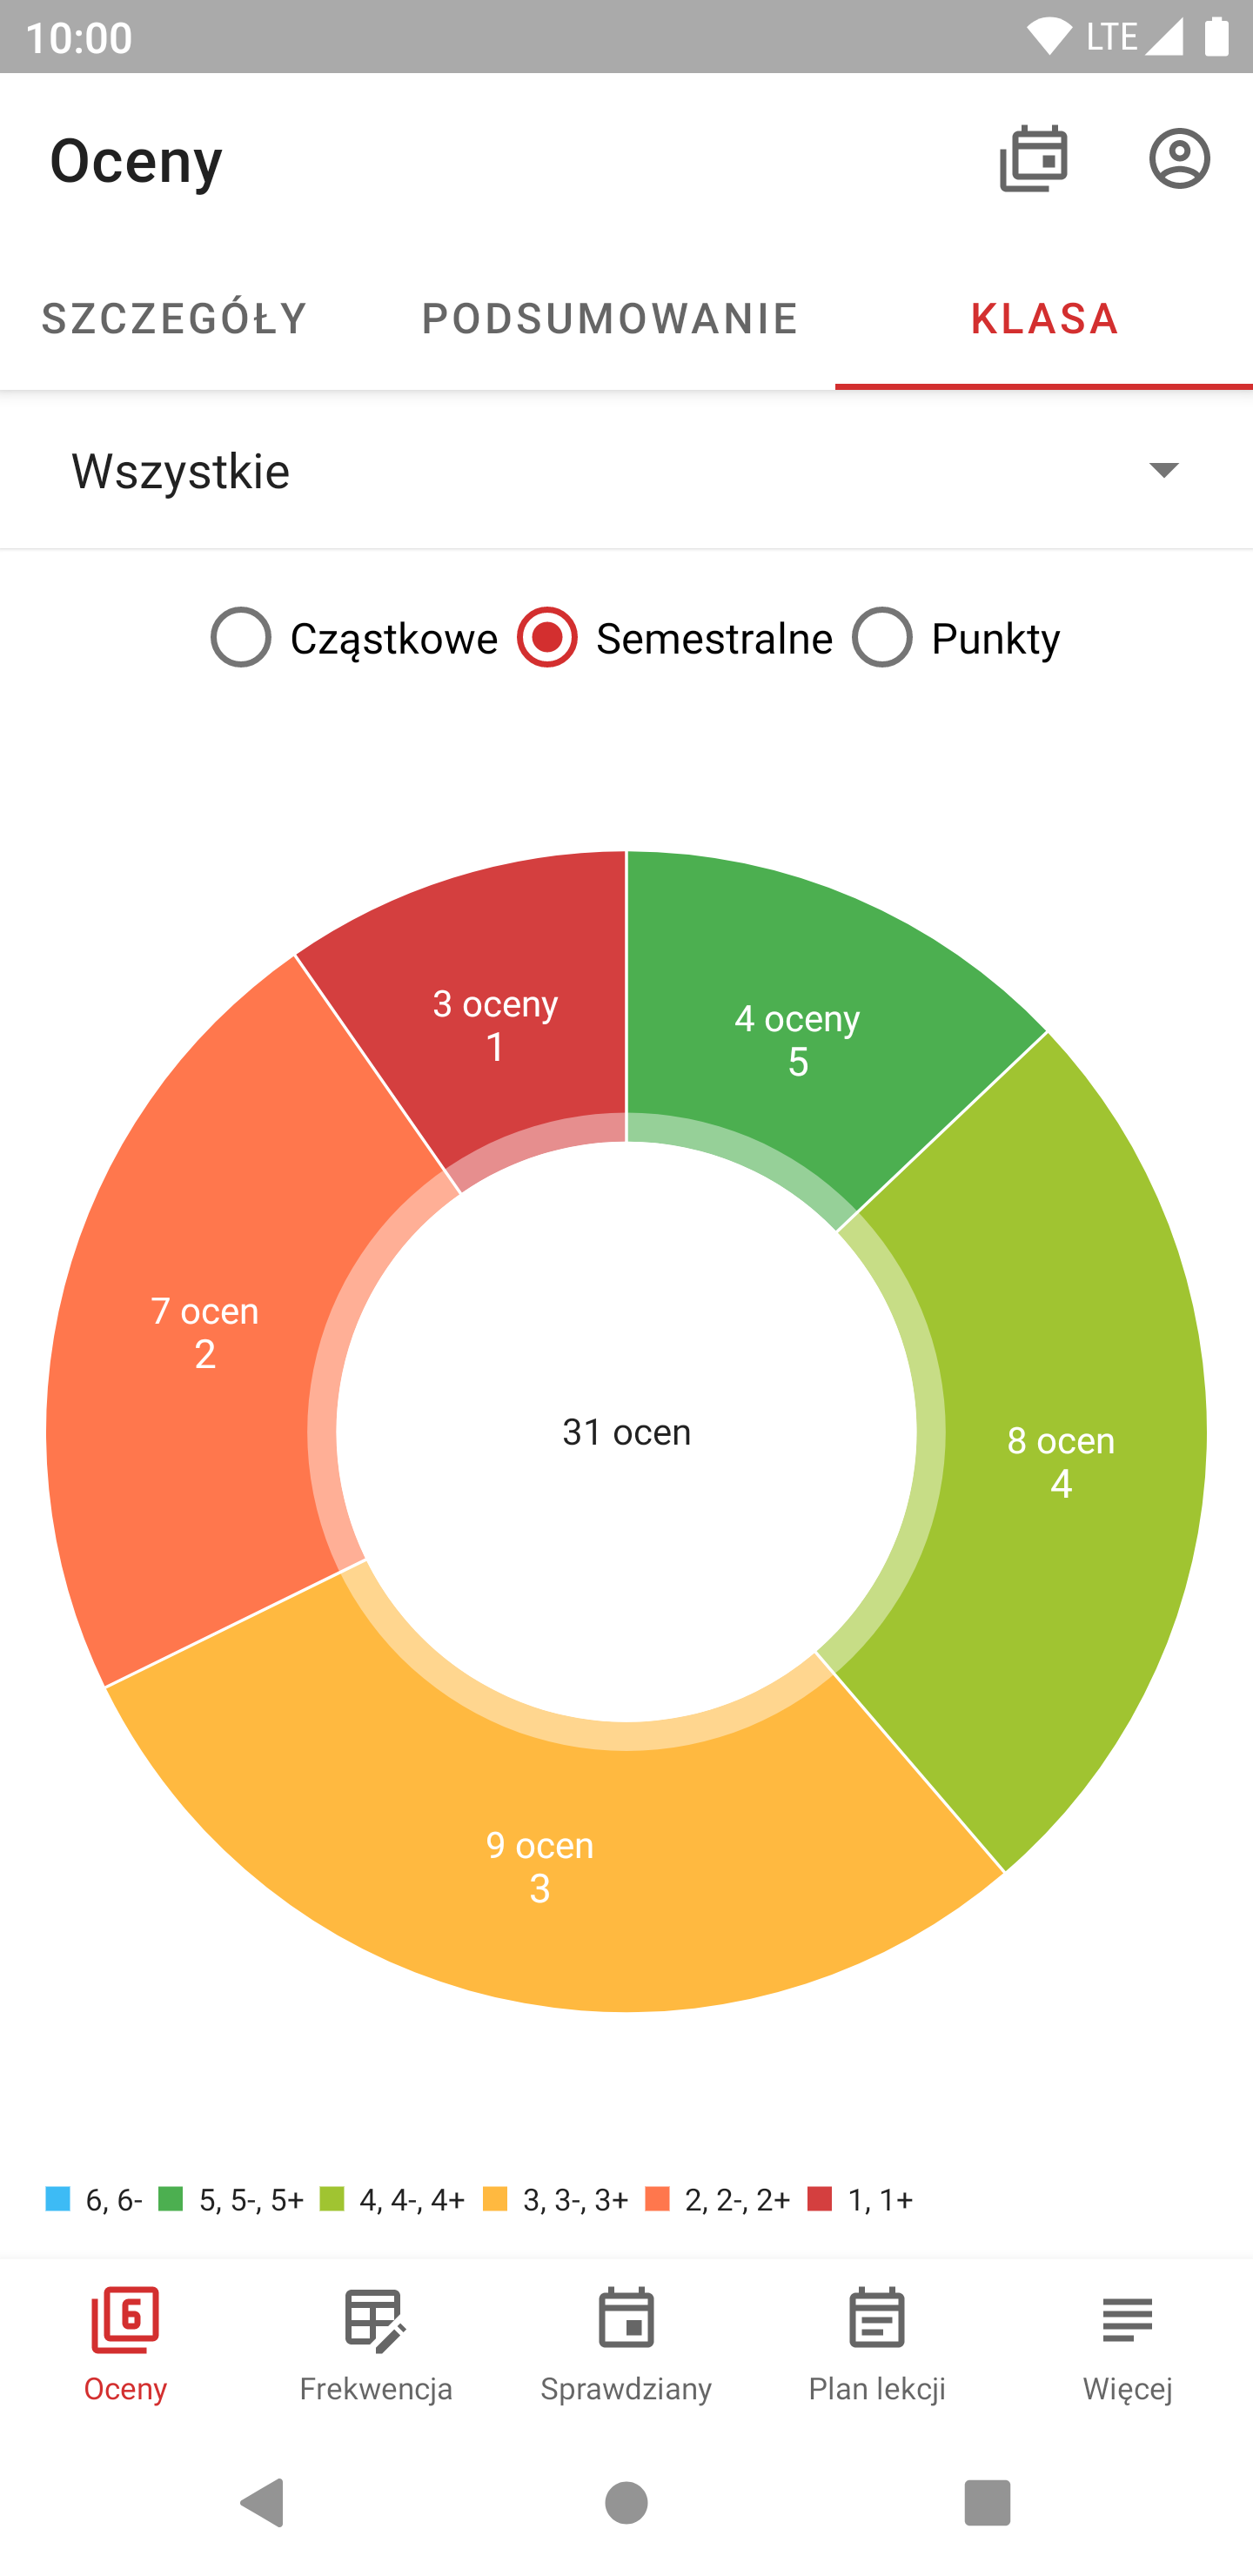 10:00 LTE
Oceny
SZCZEGÓŁY PODSUMOWANIE KLASA
Wszystkie
Cząstkowe Semestralne Punkty
3 oceny
1
4 oceny
5
7 ocen
2
31 ocen
8 ocen
4
9 ocen
3
6, 6- 5, 5-, 5+ 4, 4-, 4+ 3, 3-, 3+ 2, 2-, 2+ 1, 1+
6
Oceny Frekwencja Sprawdziany Plan lekcji Więcej